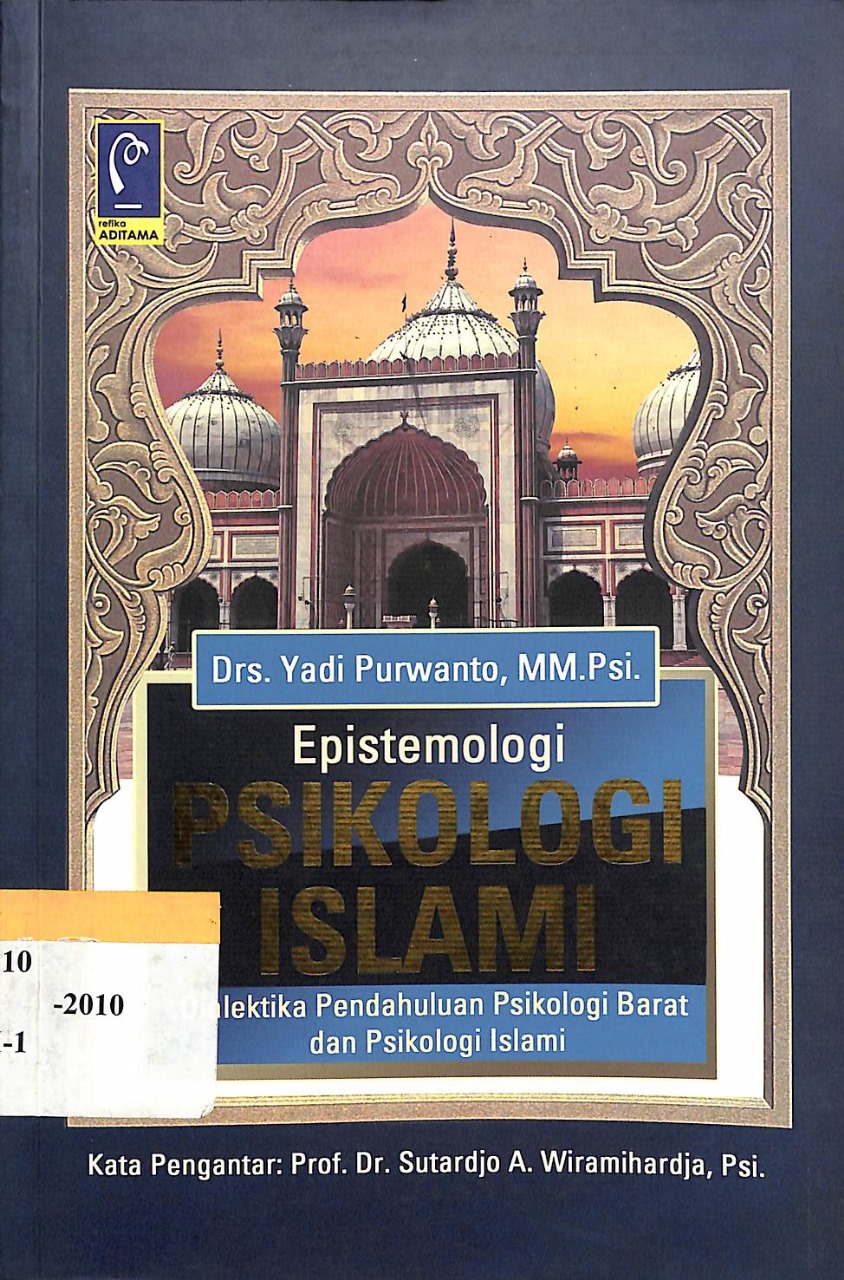 refika
ADITAMA
Drs. Yadi Purwanto, MM.Psi.
Epistemologi
PSIKOLOGI
ISLAMI
Dialektika Pendahuluan Psikologi Barat
dan Psikologi Islami
10
-2010
-1
Kata Pengantar: Prof. Dr. Sutardjo A. Wiramihardja, Psi.